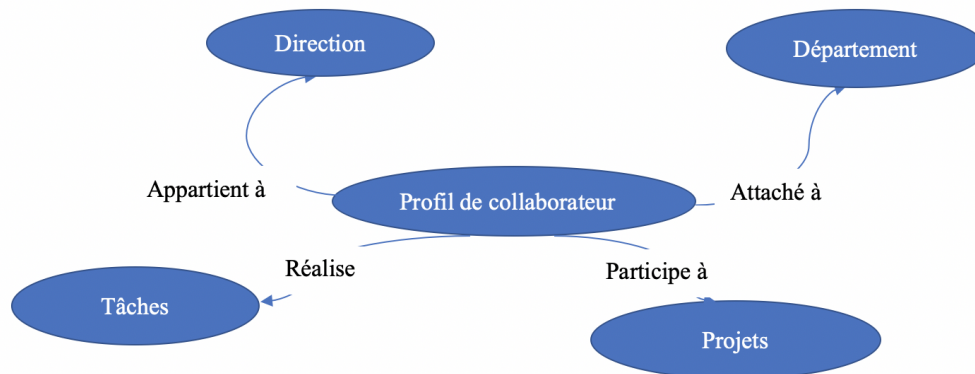 Direction
Département
Appartient à
Profil de collaborateur
Attaché à
Réalise
Participe à
Tâches
Projets